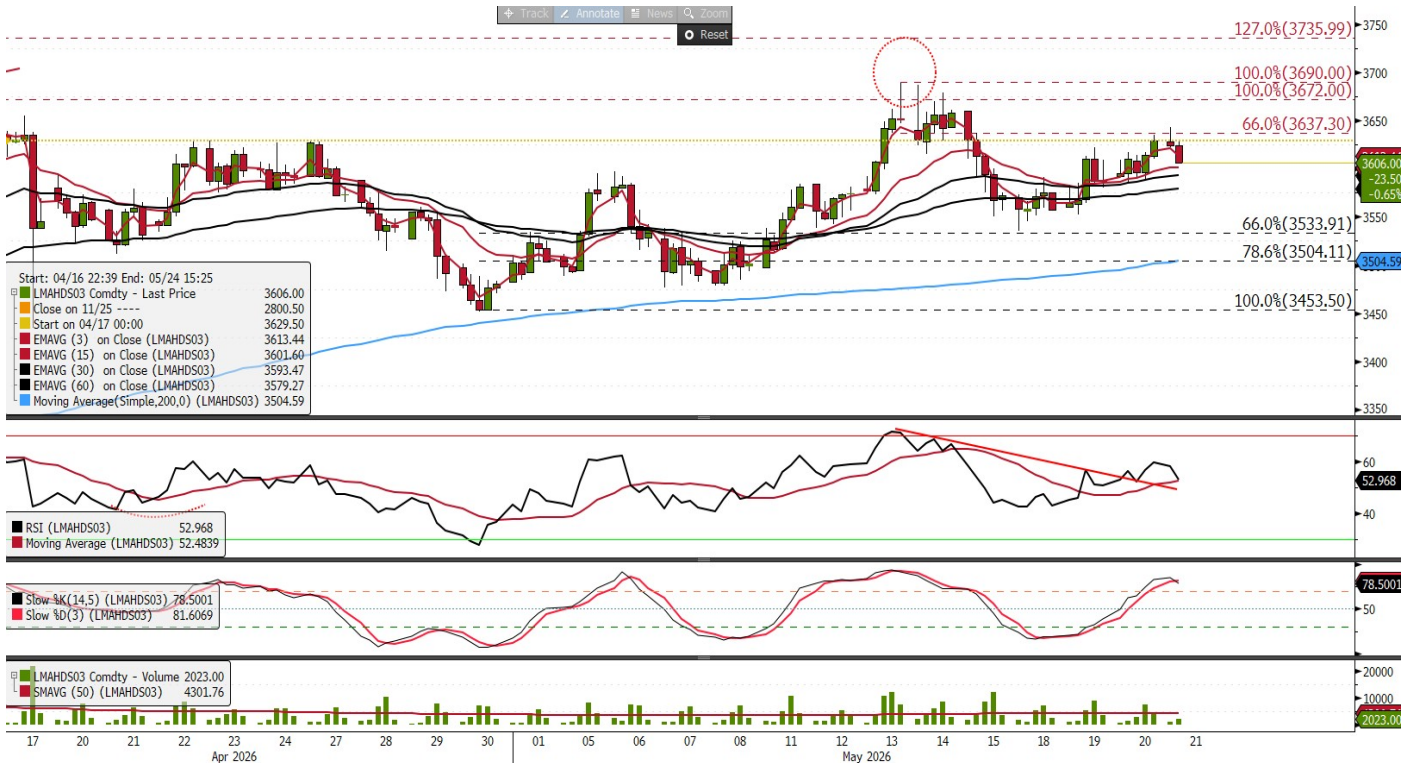 Track Annotate News Zoom
Reset
127.0%(3735.99)
100.0%(3690.00)
100.0%(3672.00)
66.0%(3637.30)
66.0%(3533.91)
78.6%(3504.11)
100.0%(3453.50)
3750
3700
3650
3606.00
-23.50
-0.65%
3550
3504.59
3450
3400
3350
Start: 04/16 22:39 End: 05/24 15:25
LMAHDS03 Comdty - Last Price 3606.00
Close on 11/25 ---- 2800.50
Start on 04/17 00:00 3629.50
EMAVG (3) on Close (LMAHDS03) 3613.44
EMAVG (15) on Close (LMAHDS03) 3601.60
EMAVG (30) on Close (LMAHDS03) 3593.47
EMAVG (60) on Close (LMAHDS03) 3579.27
Moving Average(Simple,200,0) (LMAHDS03) 3504.59
60
52.968
40
RSI (LMAHDS03) 52.968
Moving Average (LMAHDS03) 52.4839
78.5001
50
Slow %K(14,5) (LMAHDS03) 78.5001
Slow %D(3) (LMAHDS03) 81.6069
LMAHDS03 Comdty - Volume 2023.00
SMAVG (50) (LMAHDS03) 4301.76
20000
10000
2023.00
17 20 21 22 23 24 27 28 29 30 01 05 06 07 08 11 12 13 14 15 18 19 20 21
Apr 2026 May 2026